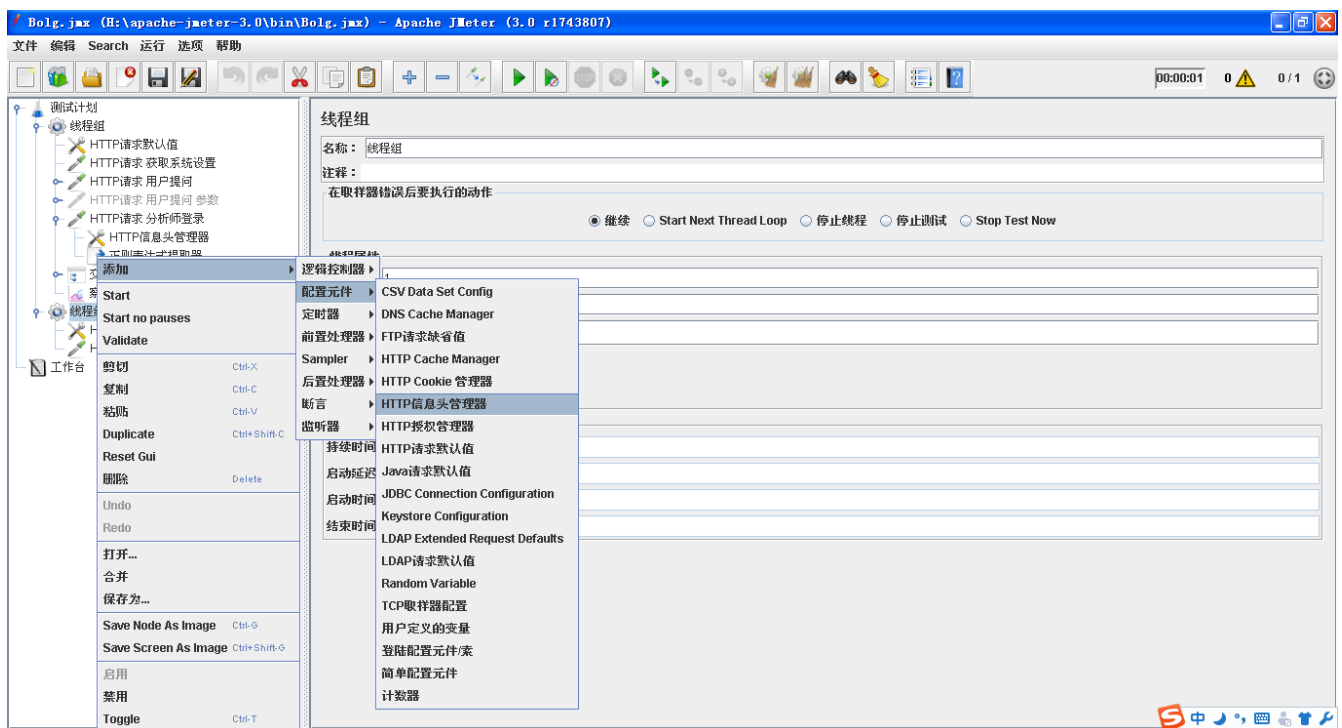 Bolg.jmx (H:\apache-jmeter-3.0\bin\Bolg.jmx) - Apache JMeter (3.0 r1743807)
文件 编辑 Search 运行 选项 帮助
00:00:01 0 0 / 1
测试计划
线程组
HTTP请求默认值
HTTP请求 获取系统设置
HTTP请求 用户提问
HTTP请求 用户提问 参数
HTTP请求 分析师登录
HTTP信息头管理器
正则表达式提取器
线程组
工作台
线程组
名称： 线程组
注释：
在取样器错误后要执行的动作
继续 Start Next Thread Loop 停止线程 停止测试 Stop Test Now
线程属性
1
持续时间
启动延迟
启动时间
结束时间
添加
Start
Start no pauses
Validate
剪切 Ctrl-X
复制 Ctrl-C
粘贴 Ctrl-V
Duplicate Ctrl+Shift-C
Reset Gui
删除 Delete
Undo
Redo
打开...
合并
保存为...
Save Node As Image Ctrl-G
Save Screen As Image Ctrl+Shift-G
启用
禁用
Toggle Ctrl-T
逻辑控制器
配置元件
定时器
前置处理器
Sampler
后置处理器
断言
监听器
CSV Data Set Config
DNS Cache Manager
FTP请求缺省值
HTTP Cache Manager
HTTP Cookie 管理器
HTTP信息头管理器
HTTP授权管理器
HTTP请求默认值
Java请求默认值
JDBC Connection Configuration
Keystore Configuration
LDAP Extended Request Defaults
LDAP请求默认值
Random Variable
TCP取样器配置
用户定义的变量
登陆配置元件/素
简单配置元件
计数器
中